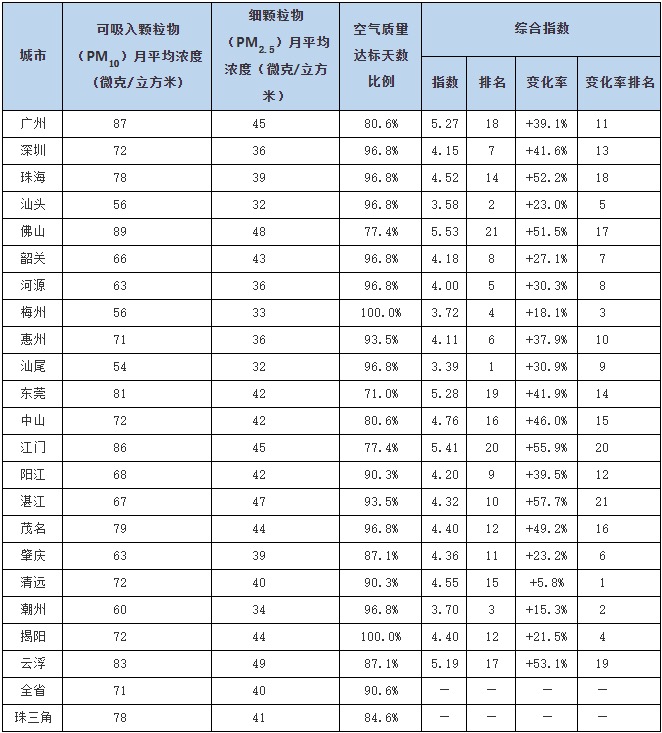 城市 可吸入颗粒物（PM10）月平均浓度（微克/立方米） 细颗粒物（PM2.5）月平均浓度（微克/立方米） 空气质量达标天数比例 综合指数
指数 排名 变化率 变化率排名
广州 87 45 80.6% 5.27 18 +39.1% 11
深圳 72 36 96.8% 4.15 7 +41.6% 13
珠海 78 39 96.8% 4.52 14 +52.2% 18
汕头 56 32 96.8% 3.58 2 +23.0% 5
佛山 89 48 77.4% 5.53 21 +51.5% 17
韶关 66 43 96.8% 4.18 8 +27.1% 7
河源 63 36 96.8% 4.00 5 +30.3% 8
梅州 56 33 100.0% 3.72 4 +18.1% 3
惠州 71 36 93.5% 4.11 6 +37.9% 10
汕尾 54 32 96.8% 3.39 1 +30.9% 9
东莞 81 42 71.0% 5.28 19 +41.9% 14
中山 72 42 80.6% 4.76 16 +46.0% 15
江门 86 45 77.4% 5.41 20 +55.9% 20
阳江 68 42 90.3% 4.20 9 +39.5% 12
湛江 67 47 93.5% 4.32 10 +57.7% 21
茂名 79 44 96.8% 4.40 12 +49.2% 16
肇庆 63 39 87.1% 4.36 11 +23.2% 6
清远 72 40 90.3% 4.55 15 +5.8% 1
潮州 60 34 96.8% 3.70 3 +15.3% 2
揭阳 72 44 100.0% 4.40 12 +21.5% 4
云浮 83 49 87.1% 5.19 17 +53.1% 19
全省 71 40 90.6% — — — —
珠三角 78 41 84.6% — — — —